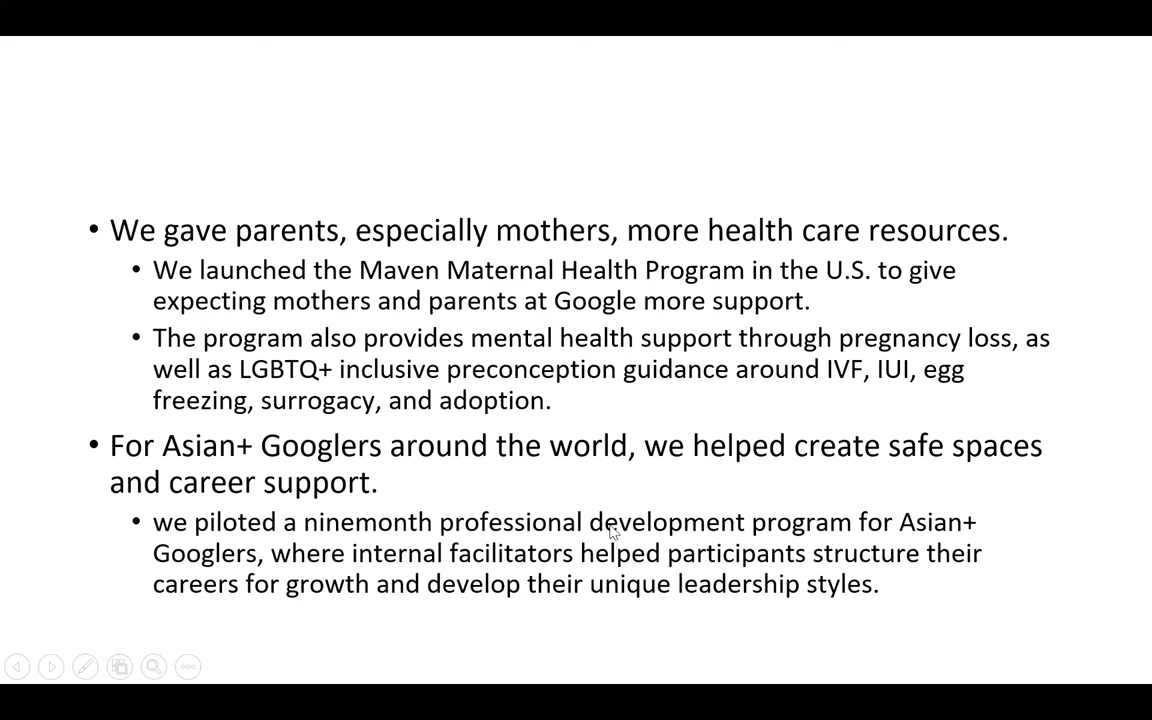 • We gave parents, especially mothers, more health care resources.
• We launched the Maven Maternal Health Program in the U.S. to give
expecting mothers and parents at Google more support.
• The program also provides mental health support through pregnancy loss, as
well as LGBTQ+ inclusive preconception guidance around IVF, IUI, egg
freezing, surrogacy, and adoption.
• For Asian+ Googlers around the world, we helped create safe spaces
and career support.
• we piloted a ninemonth professional development program for Asian+
Googlers, where internal facilitators helped participants structure their
careers for growth and develop their unique leadership styles.